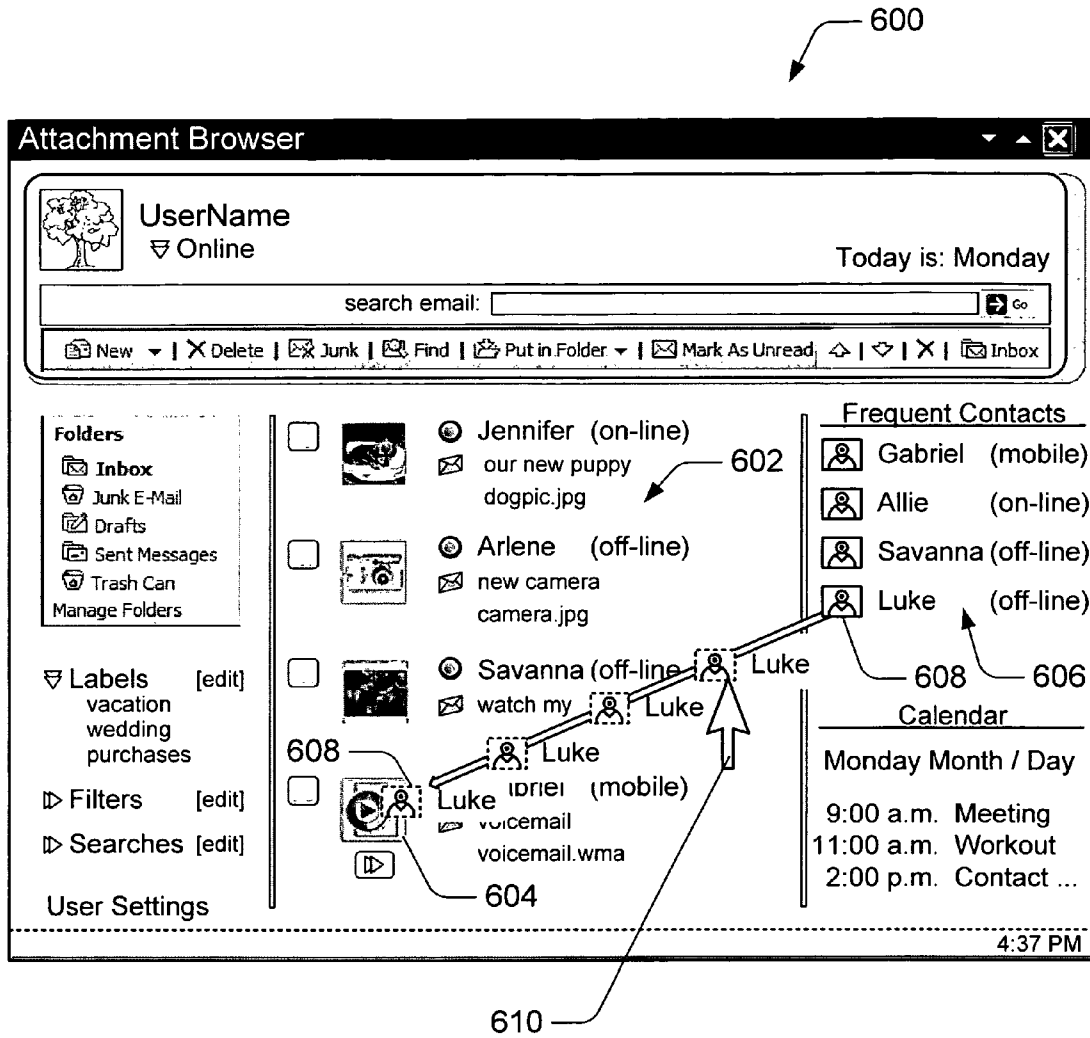 600
Attachment Browser
UserName
Online
Today is: Monday
search email:
Go
New | Delete | Junk | Find | Put in Folder | Mark As Unread | | X | Inbox
Folders
Inbox
Junk E-Mail
Drafts
Sent Messages
Trash Can
Manage Folders
Labels [edit]
vacation
wedding
purchases
Filters [edit]
Searches [edit]
User Settings
Jennifer (on-line)
our new puppy
dogpic.jpg
602
Arlene (off-line)
new camera
camera.jpg
Savanna (off-line
watch my
Luke
Luke
Luke
608
Luke
(mobile)
voicemail
voicemail.wma
604
Frequent Contacts
Gabriel (mobile)
Allie (on-line)
Savanna (off-line)
Luke (off-line)
608
606
Calendar
Monday Month / Day
9:00 a.m. Meeting
11:00 a.m. Workout
2:00 p.m. Contact ...
4:37 PM
610